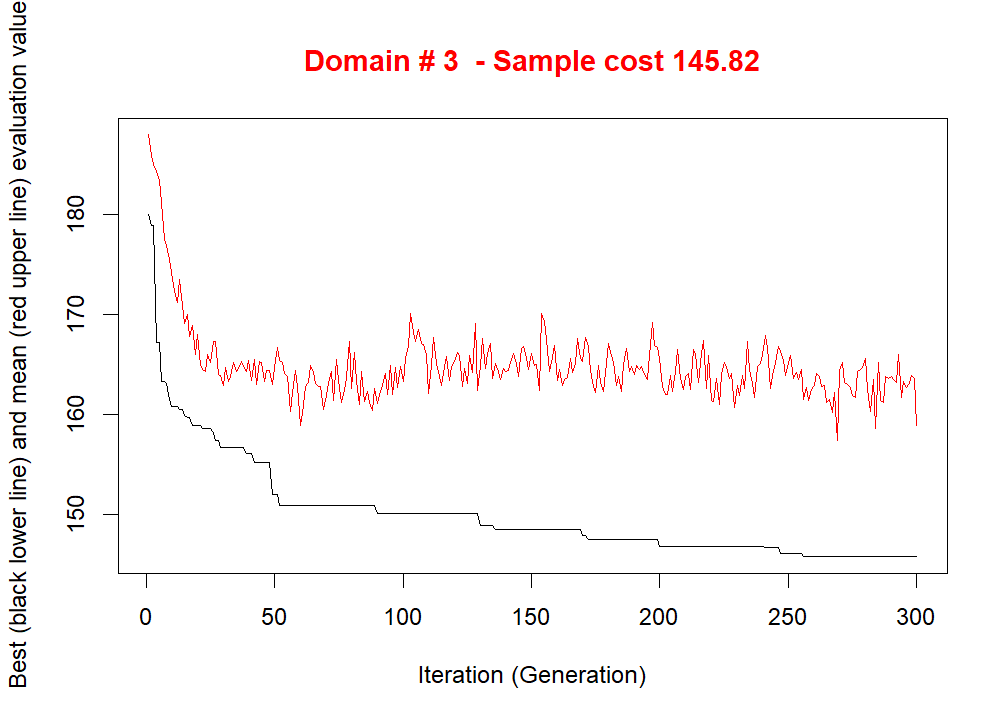 Domain # 3  - Sample cost 145.82
Best (black lower line) and mean (red upper line) evaluation value
180
170
160
150
0 50 100 150 200 250 300
Iteration (Generation)